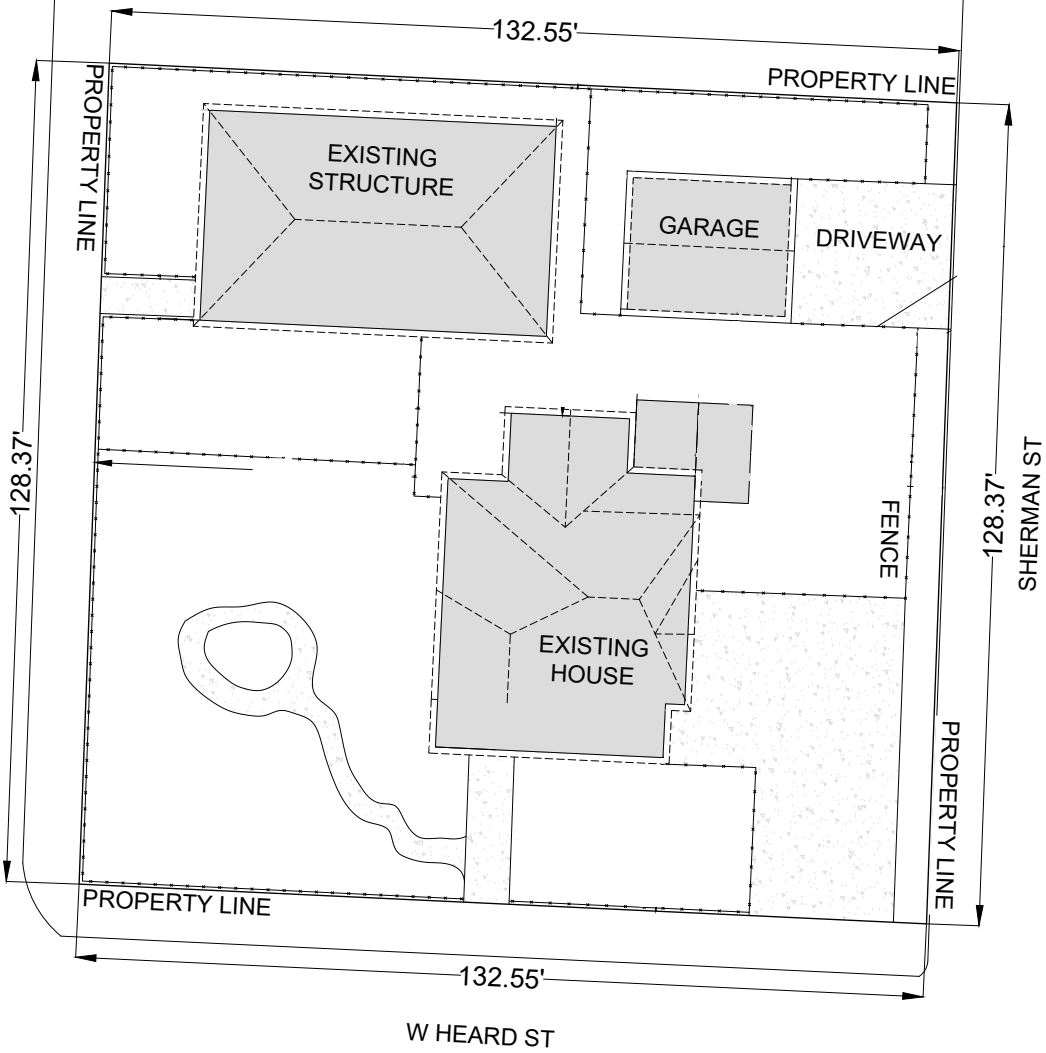 132.55'
PROPERTY LINE
PROPERTY LINE
EXISTING
STRUCTURE
GARAGE
DRIVEWAY
128.37'
128.37'
SHERMAN ST
FENCE
EXISTING
HOUSE
PROPERTY LINE
PROPERTY LINE
132.55'
W HEARD ST